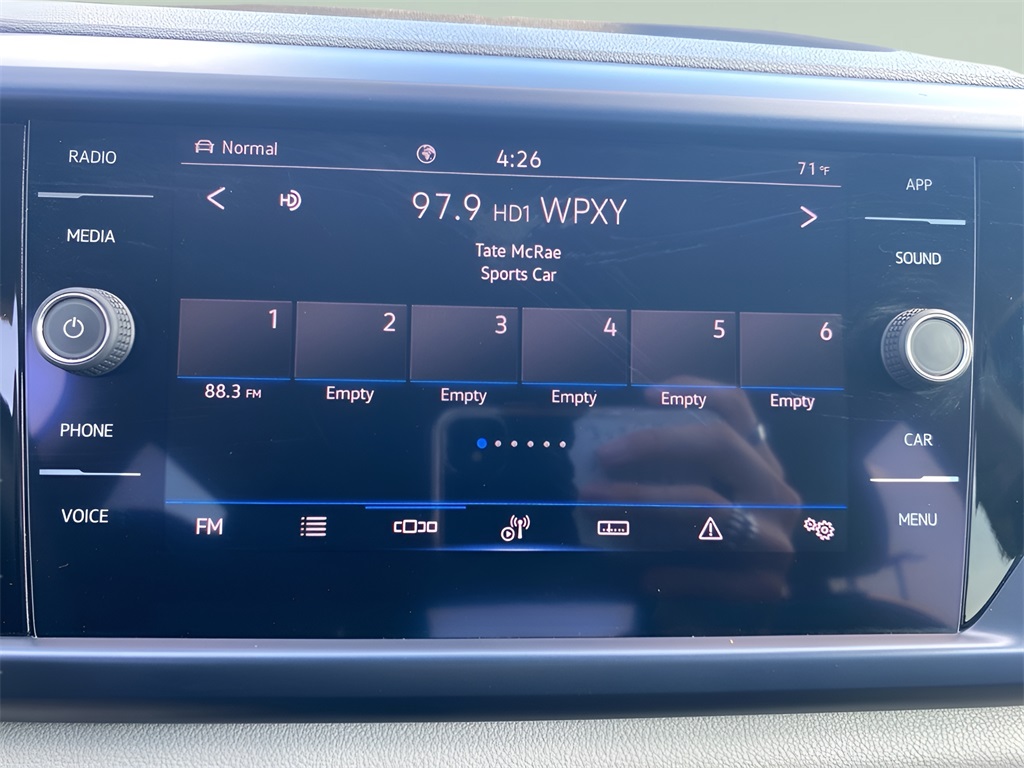 RADIO
MEDIA
PHONE
VOICE
Normal
4:26
71°F
HD
97.9 HD1 WPXY
Tate McRae
Sports Car
1 2 3 4 5 6
88.3 FM Empty Empty Empty Empty Empty
FM
APP
SOUND
CAR
MENU